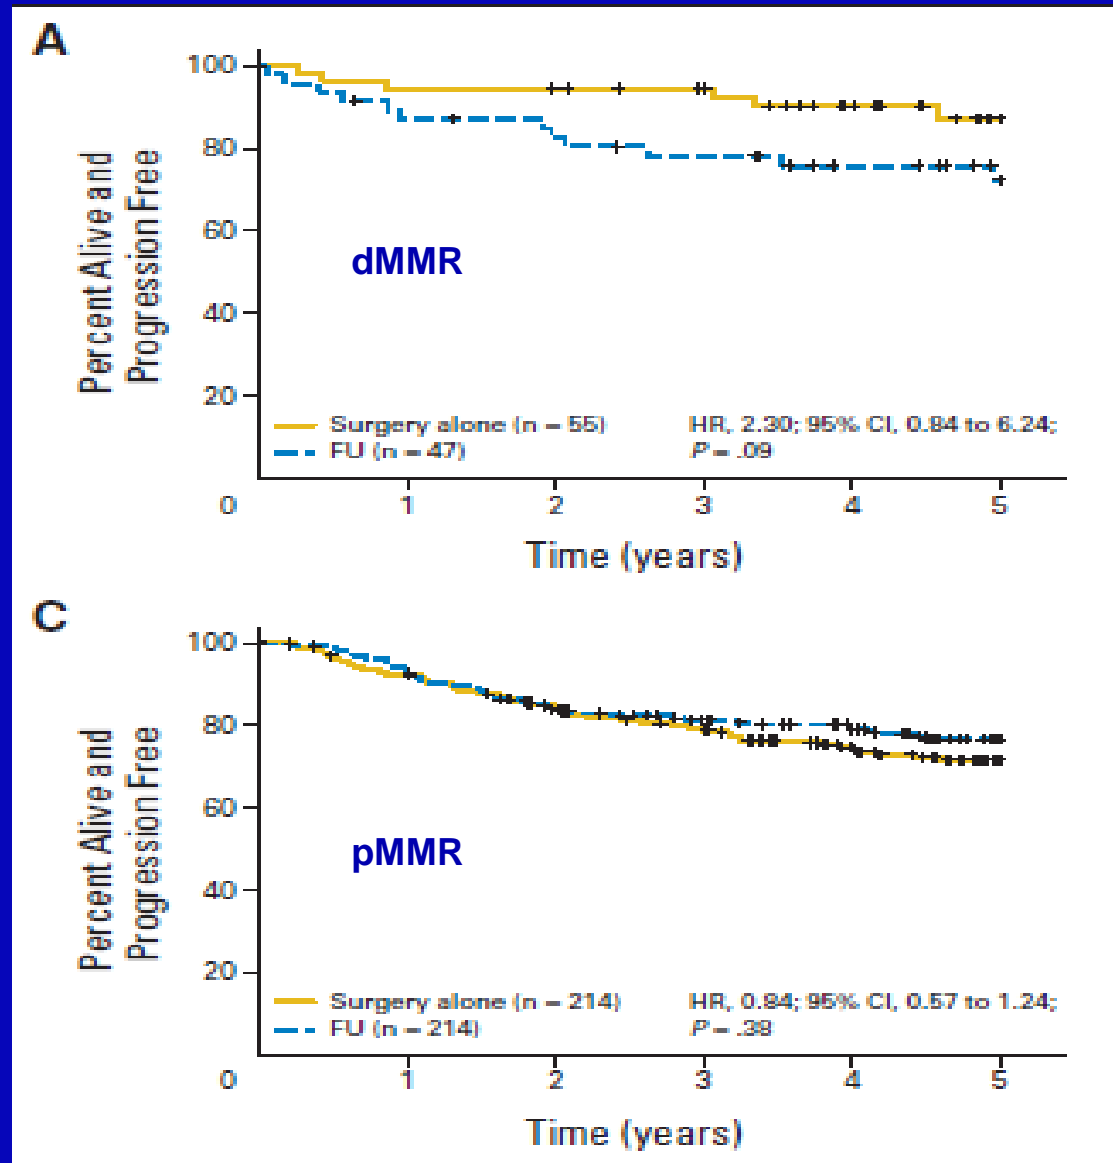 A
100
80
60
40
20
0
Percent Alive and
Progression Free
dMMR
Surgery alone (n = 55)
FU (n = 47)
HR, 2.30; 95% CI, 0.84 to 6.24;
P = .09
1 2 3 4 5
Time (years)
C
100
80
60
40
20
0
Percent Alive and
Progression Free
pMMR
Surgery alone (n = 214)
FU (n = 214)
HR, 0.84; 95% CI, 0.57 to 1.24;
P = .38
1 2 3 4 5
Time (years)